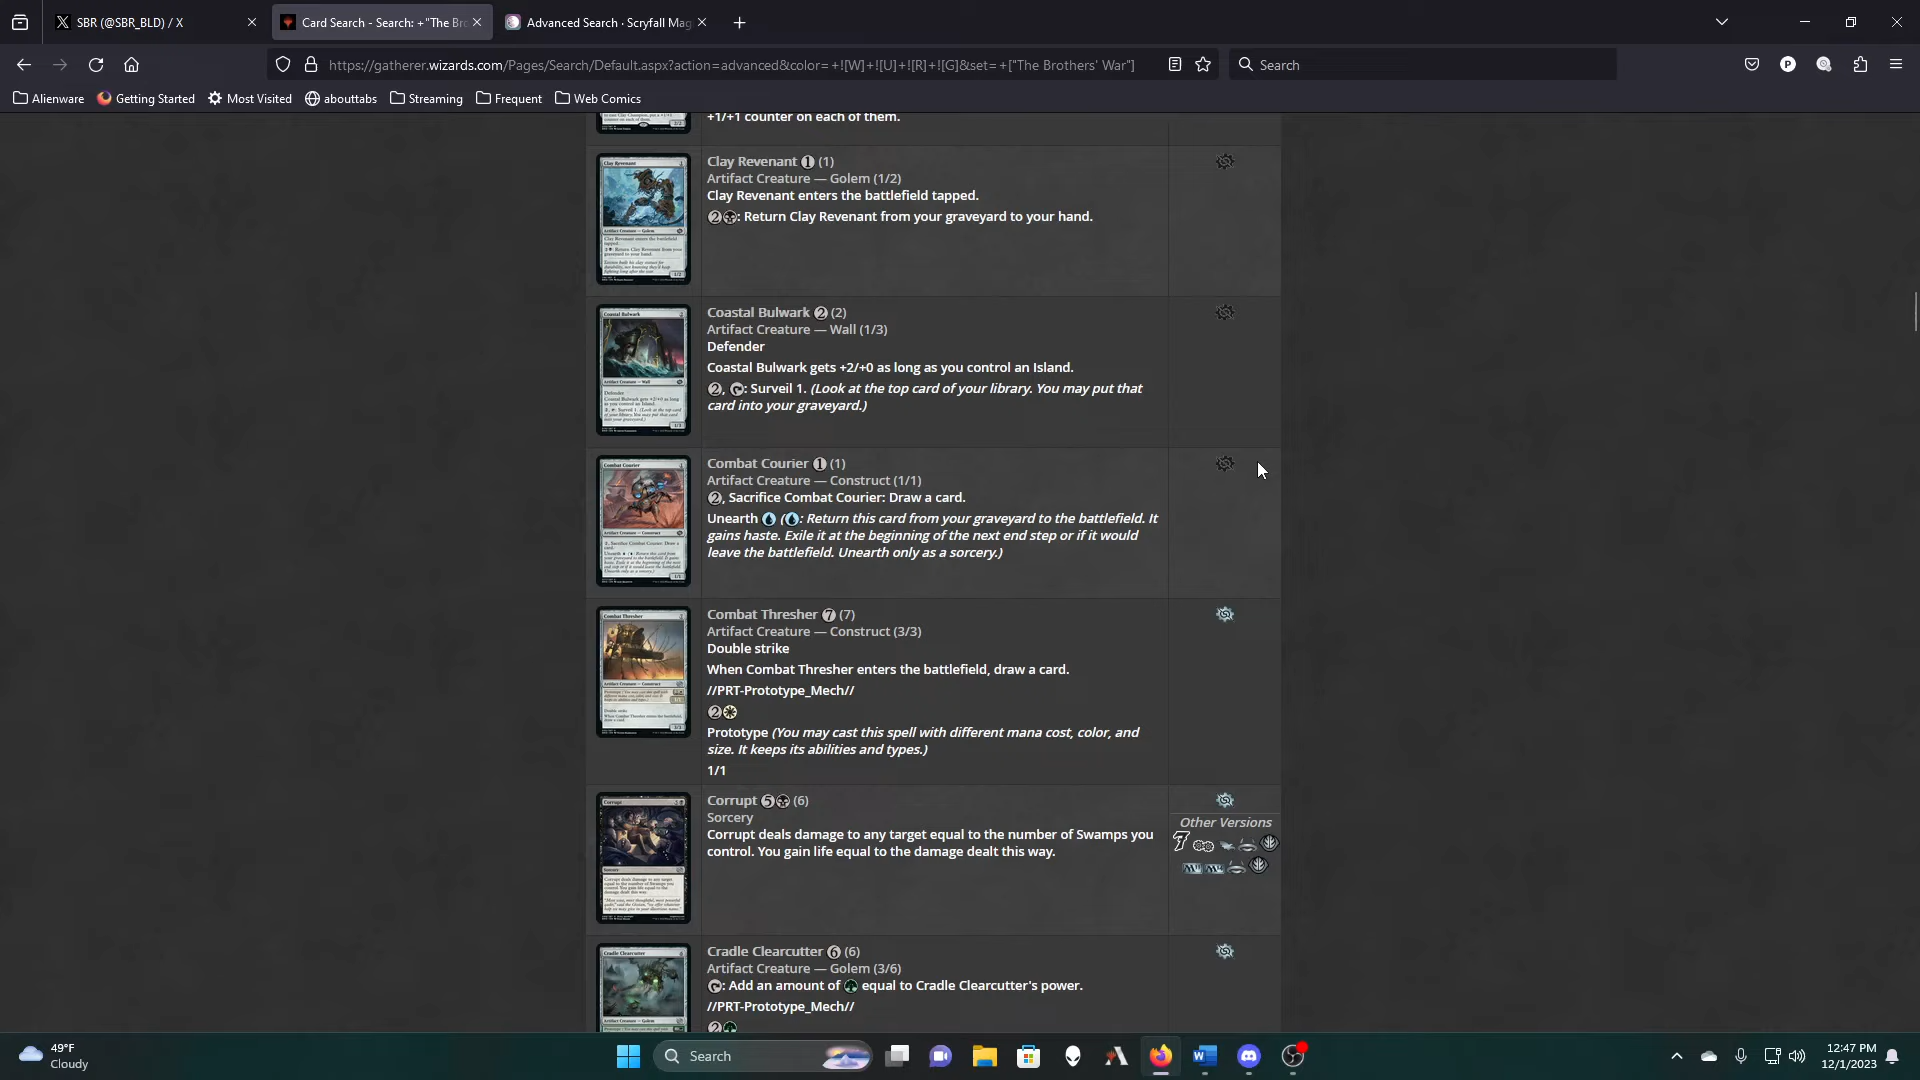 SBR (@SBR_BLD) / X
Card Search - Search: +"The Bro
Advanced Search · Scryfall Mag
https://gatherer.wizards.com/Pages/Search/Default.aspx?action=advanced&color=+![W]+![U]+![R]+![G]&set=+["The Brothers' War"]
Search
Alienware
Getting Started
Most Visited
abouttabs
Streaming
Frequent
Web Comics
+1/+1 counter on each of them.
Clay Revenant 1 (1)
Artifact Creature — Golem (1/2)
Clay Revenant enters the battlefield tapped.
2: Return Clay Revenant from your graveyard to your hand.
Coastal Bulwark 2 (2)
Artifact Creature — Wall (1/3)
Defender
Coastal Bulwark gets +2/+0 as long as you control an Island.
2, : Surveil 1. (Look at the top card of your library. You may put that
card into your graveyard.)
Combat Courier 1 (1)
Artifact Creature — Construct (1/1)
2, Sacrifice Combat Courier: Draw a card.
Unearth (: Return this card from your graveyard to the battlefield. It
gains haste. Exile it at the beginning of the next end step or if it would
leave the battlefield. Unearth only as a sorcery.)
Combat Thresher 7 (7)
Artifact Creature — Construct (3/3)
Double strike
When Combat Thresher enters the battlefield, draw a card.
//PRT-Prototype_Mech//
2
Prototype (You may cast this spell with different mana cost, color, and
size. It keeps its abilities and types.)
1/1
Corrupt 5 (6)
Sorcery
Corrupt deals damage to any target equal to the number of Swamps you
control. You gain life equal to the damage dealt this way.
Other Versions
Cradle Clearcutter 6 (6)
Artifact Creature — Golem (3/6)
: Add an amount of equal to Cradle Clearcutter's power.
//PRT-Prototype_Mech//
2
49°F
Cloudy
Search
12:47 PM
12/1/2023